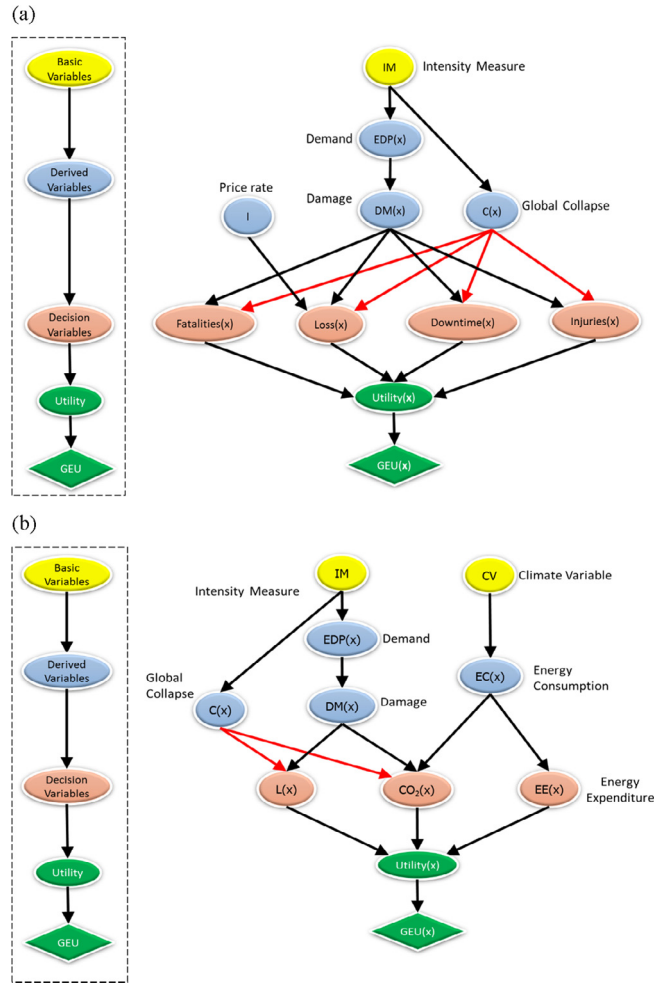 (a)
Basic
Variables
Derived
Variables
Decision
Variables
Utility
GEU
IM
Intensity Measure
Demand
EDP(x)
Price rate
Damage
I
DM(x)
C(x)
Global Collapse
Fatalities(x)
Loss(x)
Downtime(x)
Injuries(x)
Utility(x)
GEU(x)
(b)
Basic
Variables
Derived
Variables
Decision
Variables
Utility
GEU
IM
CV
Climate Variable
Intensity Measure
EDP(x)
Demand
Global
Collapse
EC(x)
Energy
Consumption
C(x)
DM(x)
Damage
L(x)
CO₂(x)
EE(x)
Energy
Expenditure
Utility(x)
GEU(x)